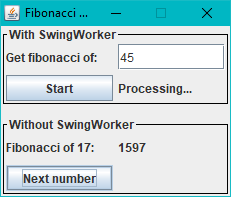 Fibonacci ...
With SwingWorker
Get fibonacci of: 45
Start Processing...
Without SwingWorker
Fibonacci of 17: 1597
Next number